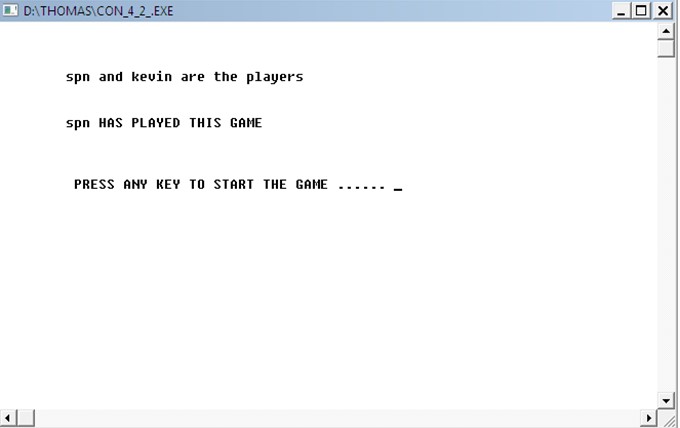 D:\THOMAS\CON_4_2_.EXE
spn and kevin are the players
spn HAS PLAYED THIS GAME
PRESS ANY KEY TO START THE GAME ...... _